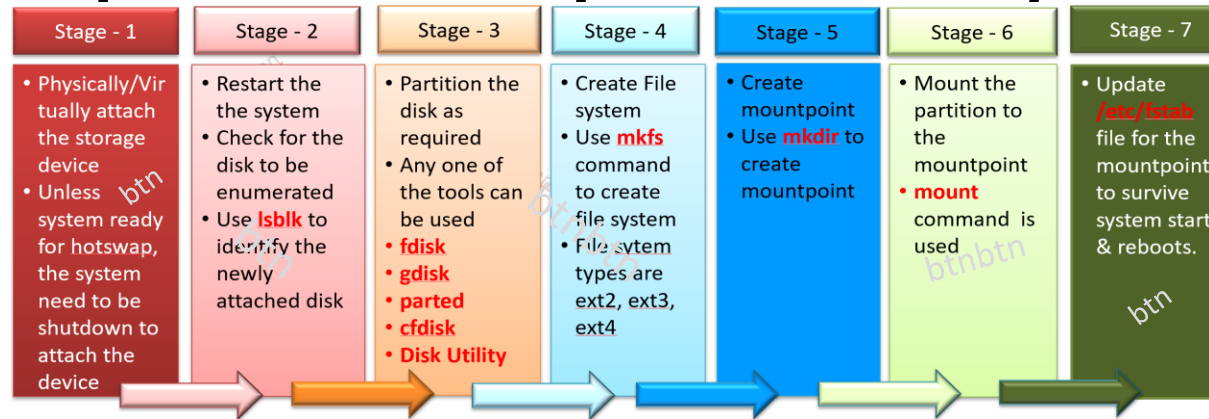 Stage - 1
• Physically/Vir
tually attach
the storage
device
• Unless
system ready
for hotswap,
the system
need to be
shutdown to
attach the
device
Stage - 2
• Restart the
the system
• Check for the
disk to be
enumerated
• Use lsblk to
identify the
newly
attached disk
Stage - 3
• Partition the
disk as
required
• Any one of
the tools can
be used
• fdisk
• gdisk
• parted
• cfdisk
• Disk Utility
Stage - 4
• Create File
system
• Use mkfs
command
to create
file system
• File sytem
types are
ext2, ext3,
ext4
Stage - 5
• Create
mountpoint
• Use mkdir to
create
mountpoint
Stage - 6
• Mount the
partition to
the
mountpoint
• mount
command is
used
Stage - 7
• Update
/etc/fstab
file for the
mountpoint
to survive
system start
& reboots.
btn
btn
btnbtn
btnbtn
btn